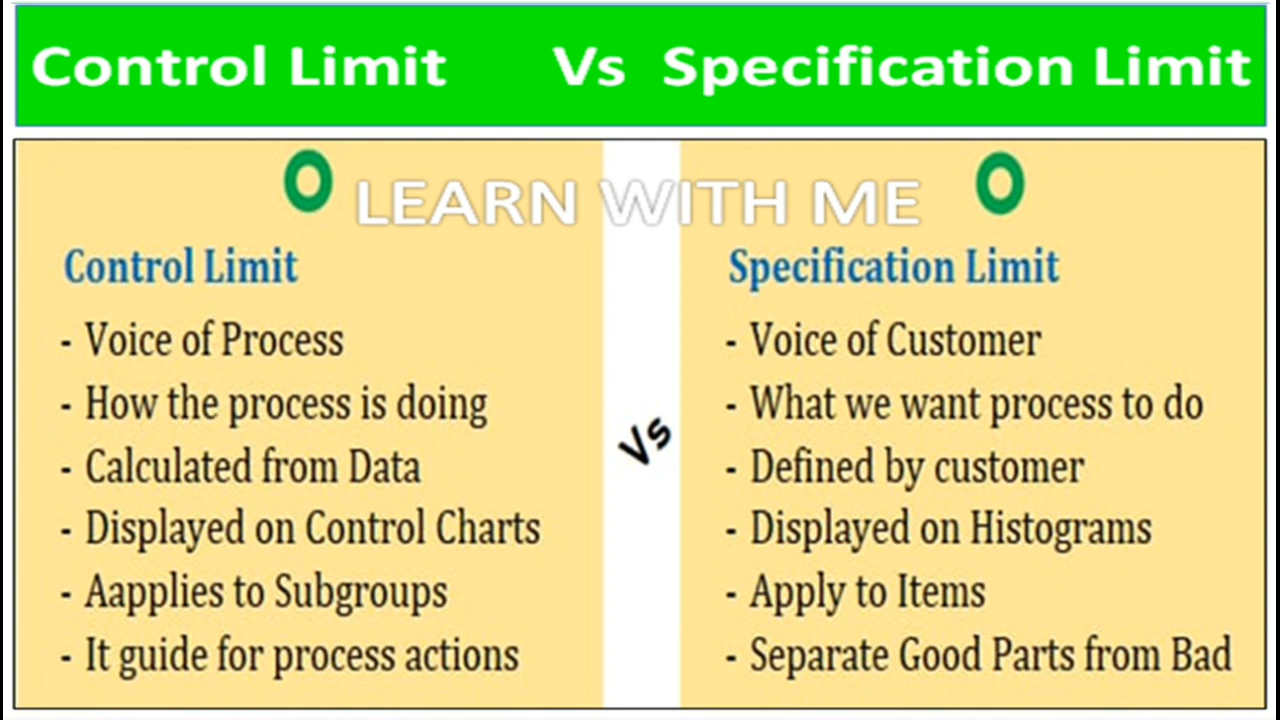 Control Limit Vs Specification Limit
LEARN WITH ME
Control Limit
- Voice of Process
- How the process is doing
- Calculated from Data
- Displayed on Control Charts
- Aapplies to Subgroups
- It guide for process actions
Vs
Specification Limit
- Voice of Customer
- What we want process to do
- Defined by customer
- Displayed on Histograms
- Apply to Items
- Separate Good Parts from Bad